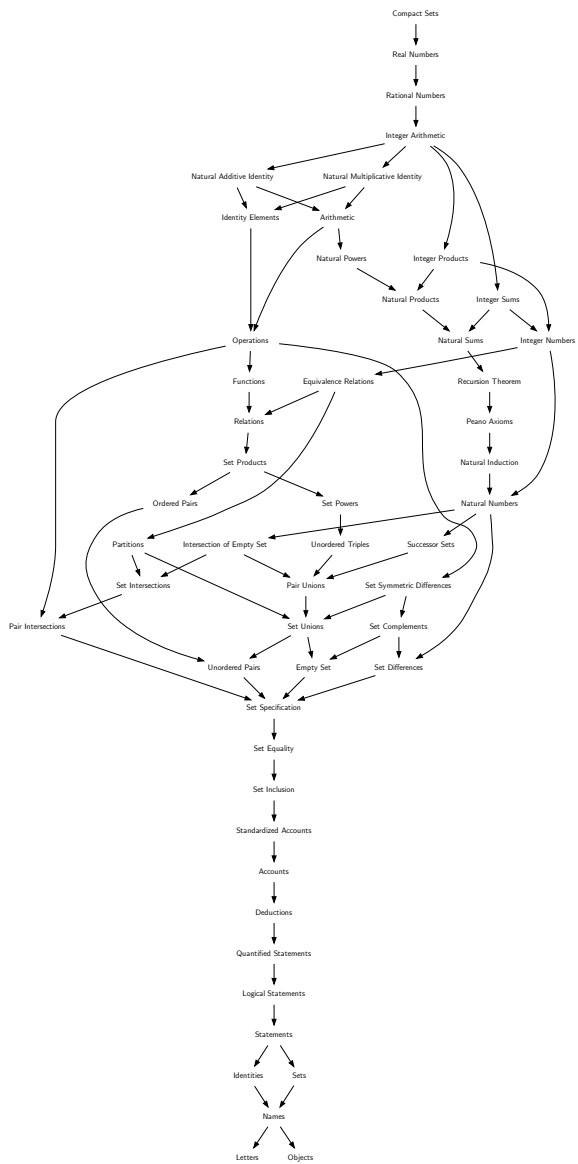 Compact Sets
Real Numbers
Rational Numbers
Integer Arithmetic
Natural Additive Identity
Natural Multiplicative Identity
Identity Elements
Arithmetic
Natural Powers
Integer Products
Natural Products
Integer Sums
Operations
Natural Sums
Integer Numbers
Functions
Equivalence Relations
Recursion Theorem
Relations
Peano Axioms
Set Products
Natural Induction
Ordered Pairs
Set Powers
Natural Numbers
Partitions
Intersection of Empty Set
Unordered Triples
Successor Sets
Set Intersections
Pair Unions
Set Symmetric Differences
Pair Intersections
Set Unions
Set Complements
Unordered Pairs
Empty Set
Set Differences
Set Specification
Set Equality
Set Inclusion
Standardized Accounts
Accounts
Deductions
Quantified Statements
Logical Statements
Statements
Identities
Sets
Names
Letters
Objects